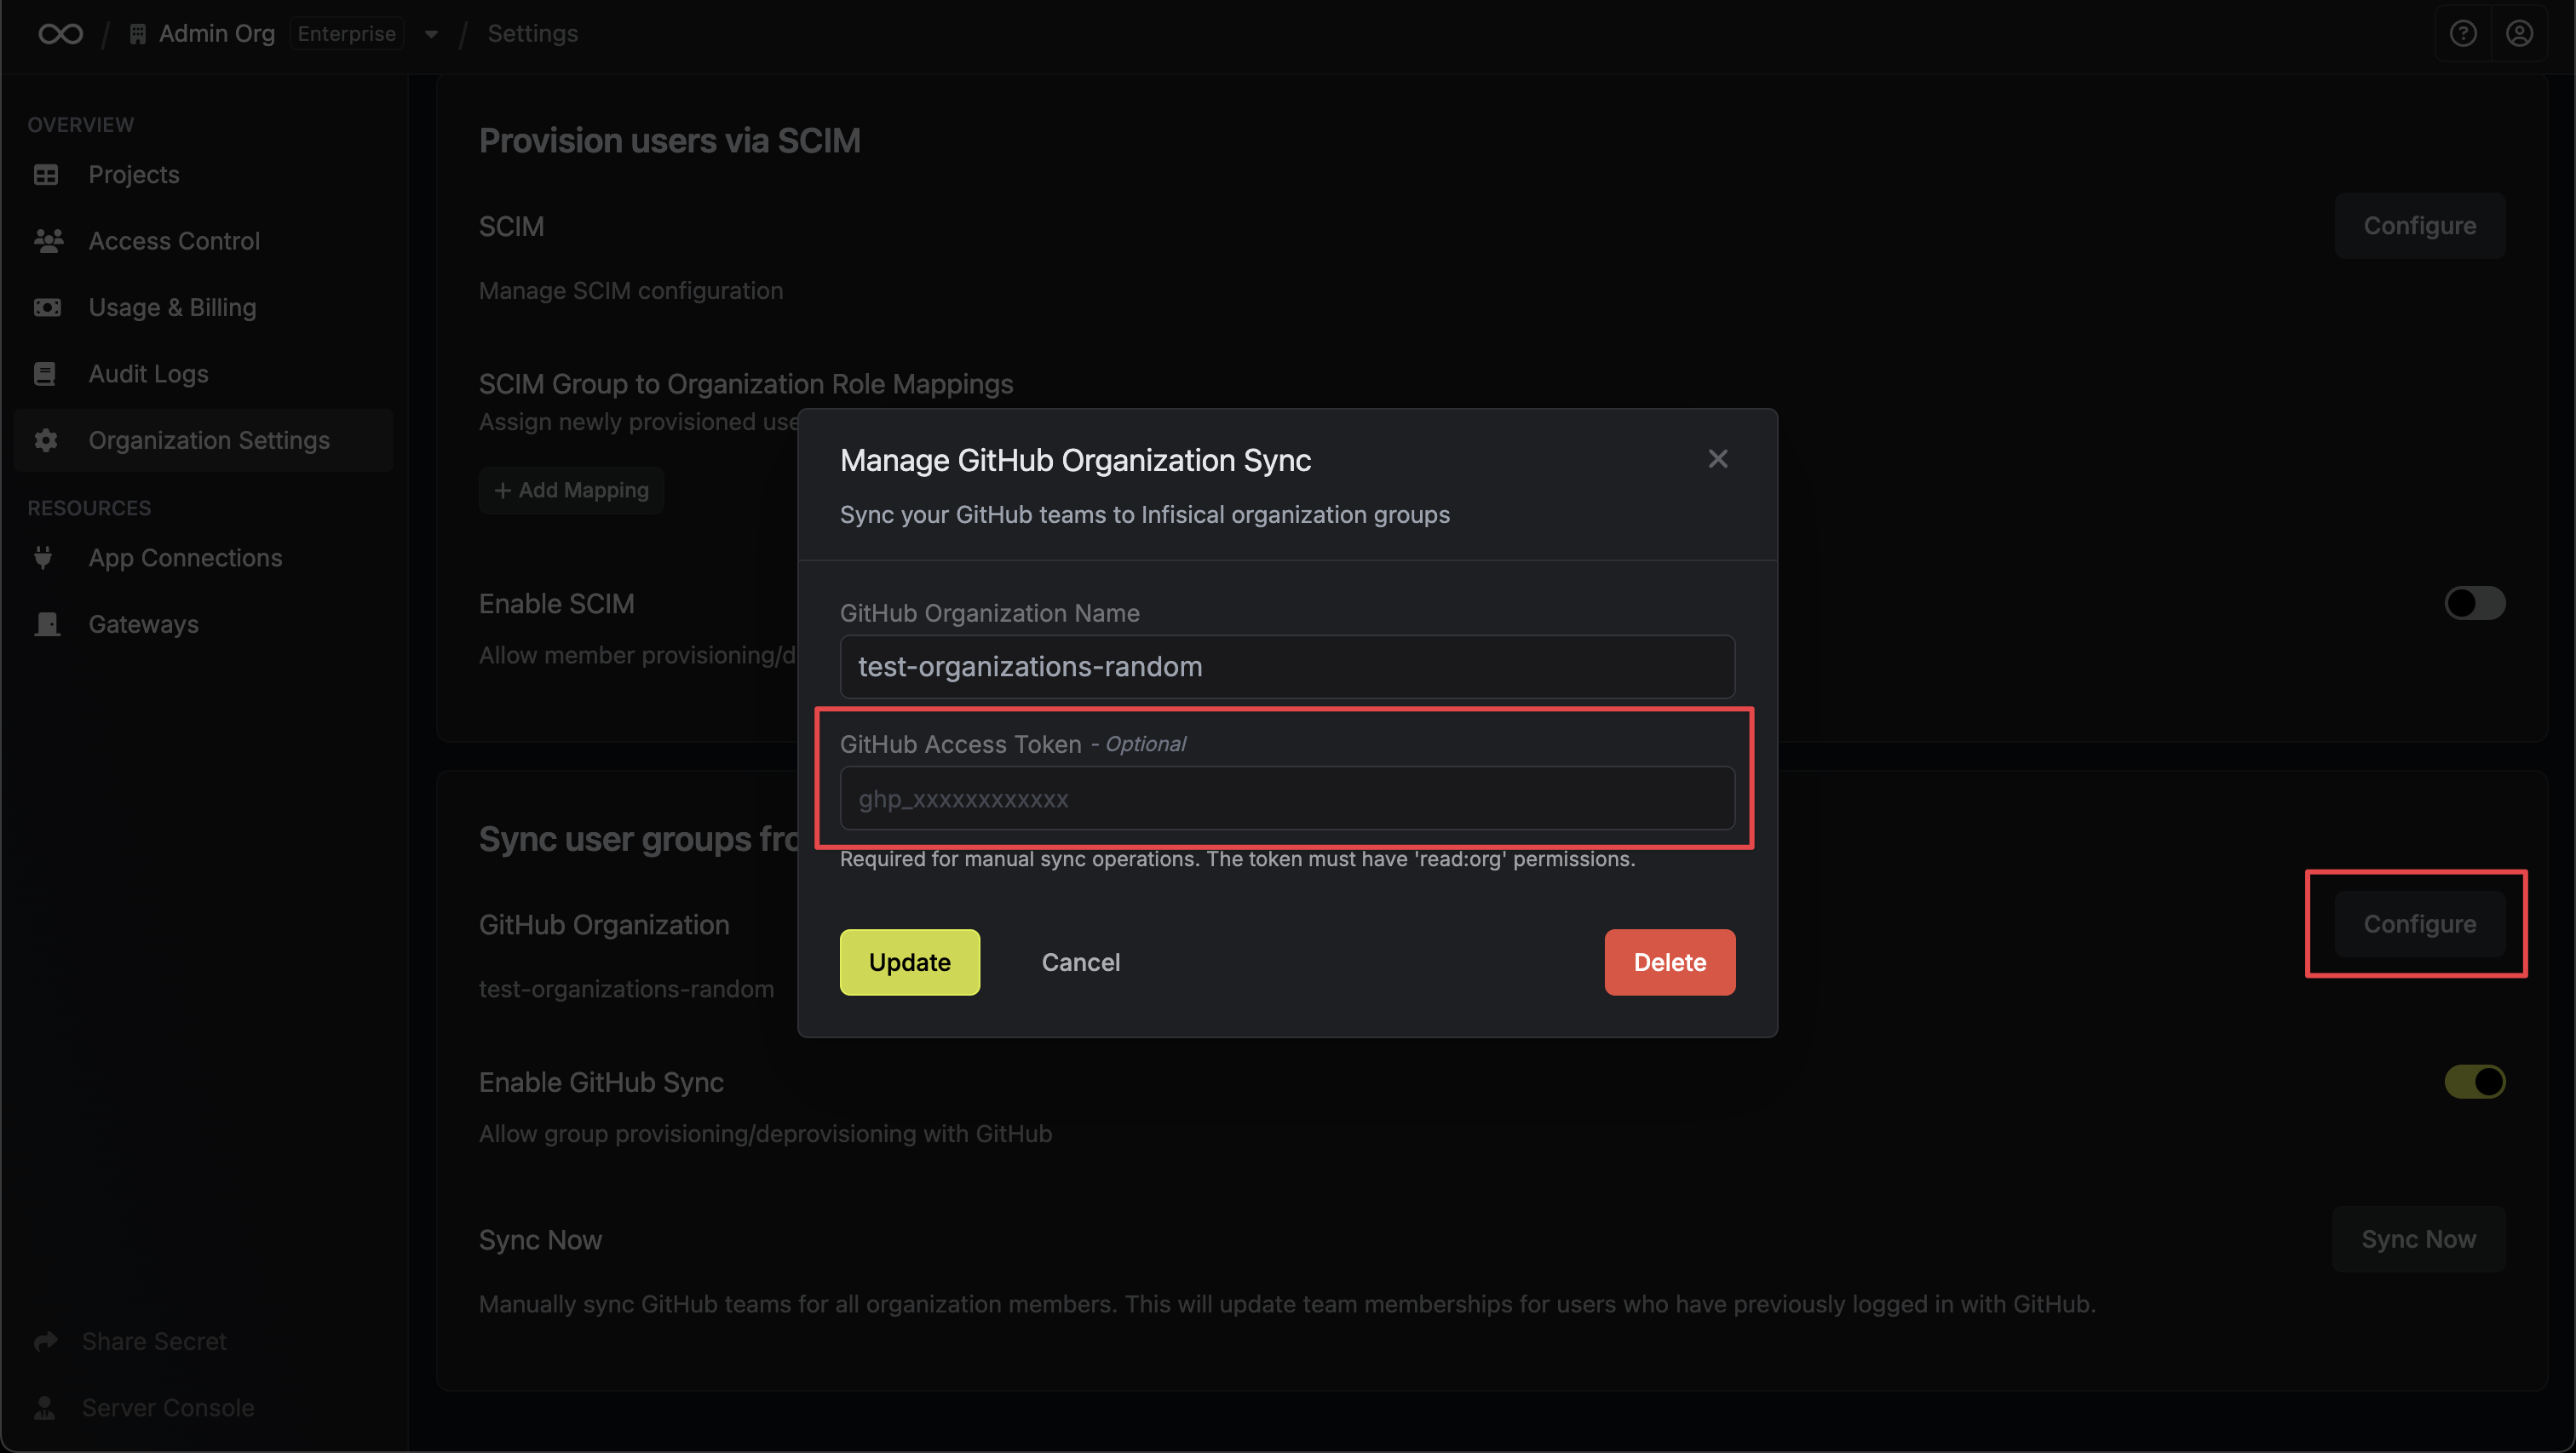 Admin Org Enterprise / Settings
OVERVIEW
Projects
Access Control
Usage & Billing
Audit Logs
Organization Settings
RESOURCES
App Connections
Gateways
Share Secret
Server Console
Provision users via SCIM
SCIM
Configure
Manage SCIM configuration
SCIM Group to Organization Role Mappings
Assign newly provisioned use
+ Add Mapping
Enable SCIM
Allow member provisioning/d
Manage GitHub Organization Sync
Sync your GitHub teams to Infisical organization groups
GitHub Organization Name
test-organizations-random
GitHub Access Token - Optional
ghp_xxxxxxxxxxxx
Required for manual sync operations. The token must have 'read:org' permissions.
Update
Cancel
Delete
Sync user groups fro
GitHub Organization
Configure
test-organizations-random
Enable GitHub Sync
Allow group provisioning/deprovisioning with GitHub
Sync Now
Sync Now
Manually sync GitHub teams for all organization members. This will update team memberships for users who have previously logged in with GitHub.